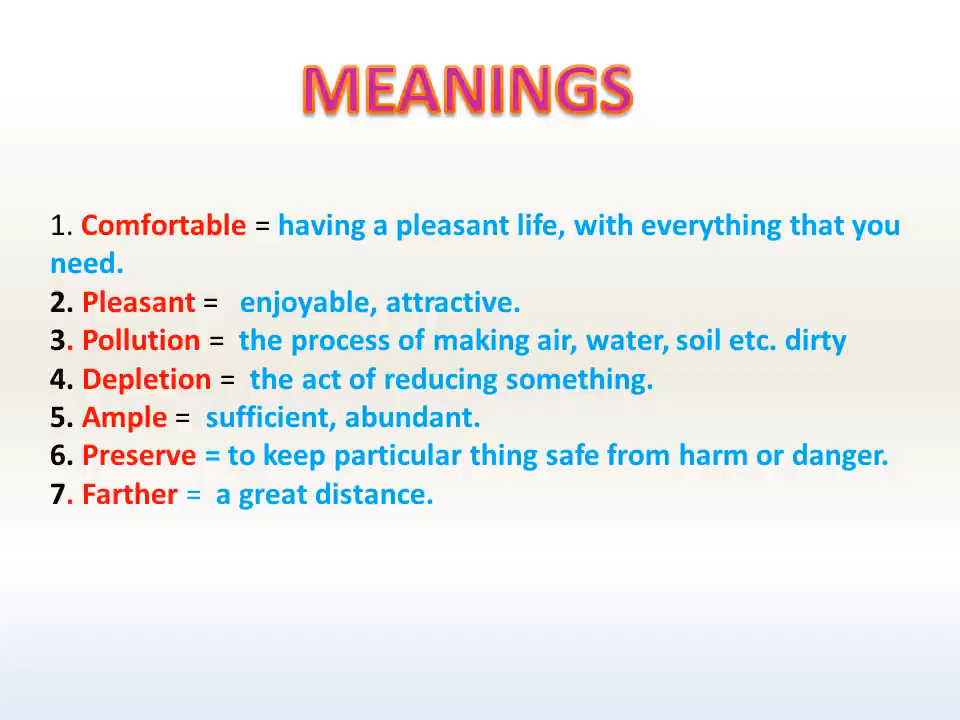 MEANINGS
1. Comfortable = having a pleasant life, with everything that you
need.
2. Pleasant = enjoyable, attractive.
3. Pollution = the process of making air, water, soil etc. dirty
4. Depletion = the act of reducing something.
5. Ample = sufficient, abundant.
6. Preserve = to keep particular thing safe from harm or danger.
7. Farther = a great distance.